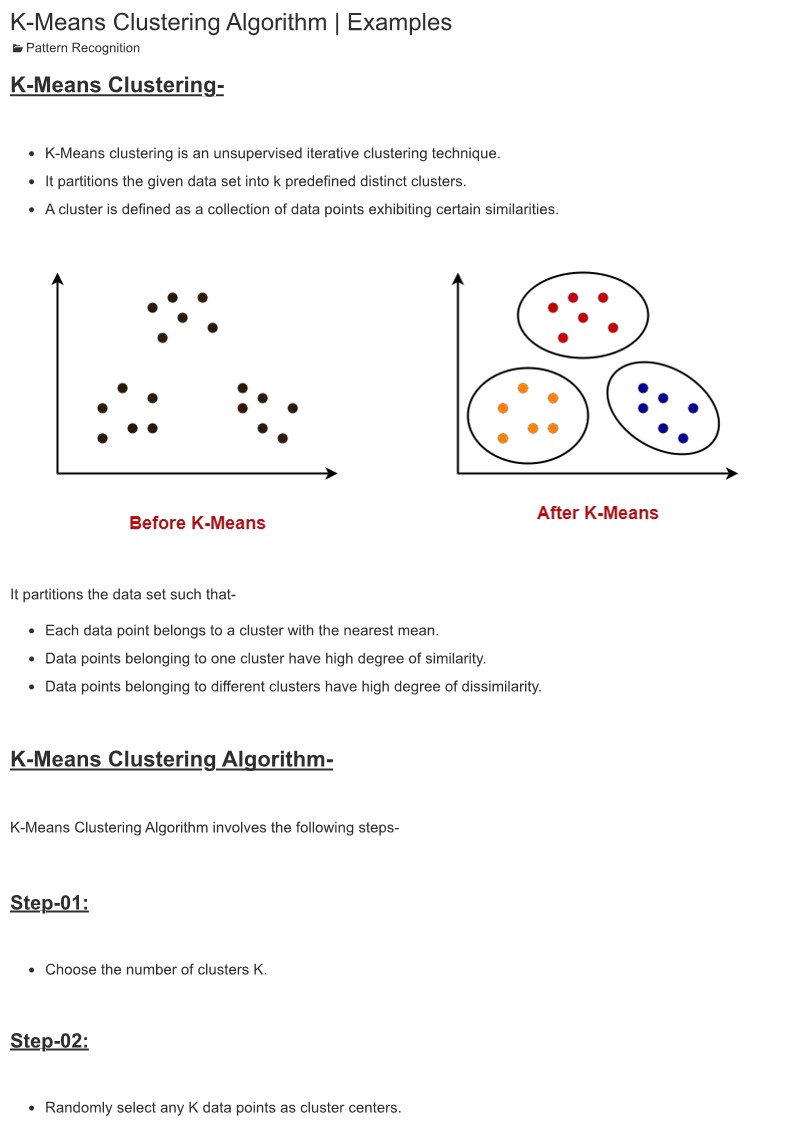 K-Means Clustering Algorithm | Examples
Pattern Recognition
K-Means Clustering-
• K-Means clustering is an unsupervised iterative clustering technique.
• It partitions the given data set into k predefined distinct clusters.
• A cluster is defined as a collection of data points exhibiting certain similarities.
Before K-Means
After K-Means
It partitions the data set such that-
• Each data point belongs to a cluster with the nearest mean.
• Data points belonging to one cluster have high degree of similarity.
• Data points belonging to different clusters have high degree of dissimilarity.
K-Means Clustering Algorithm-
K-Means Clustering Algorithm involves the following steps-
Step-01:
• Choose the number of clusters K.
Step-02:
• Randomly select any K data points as cluster centers.